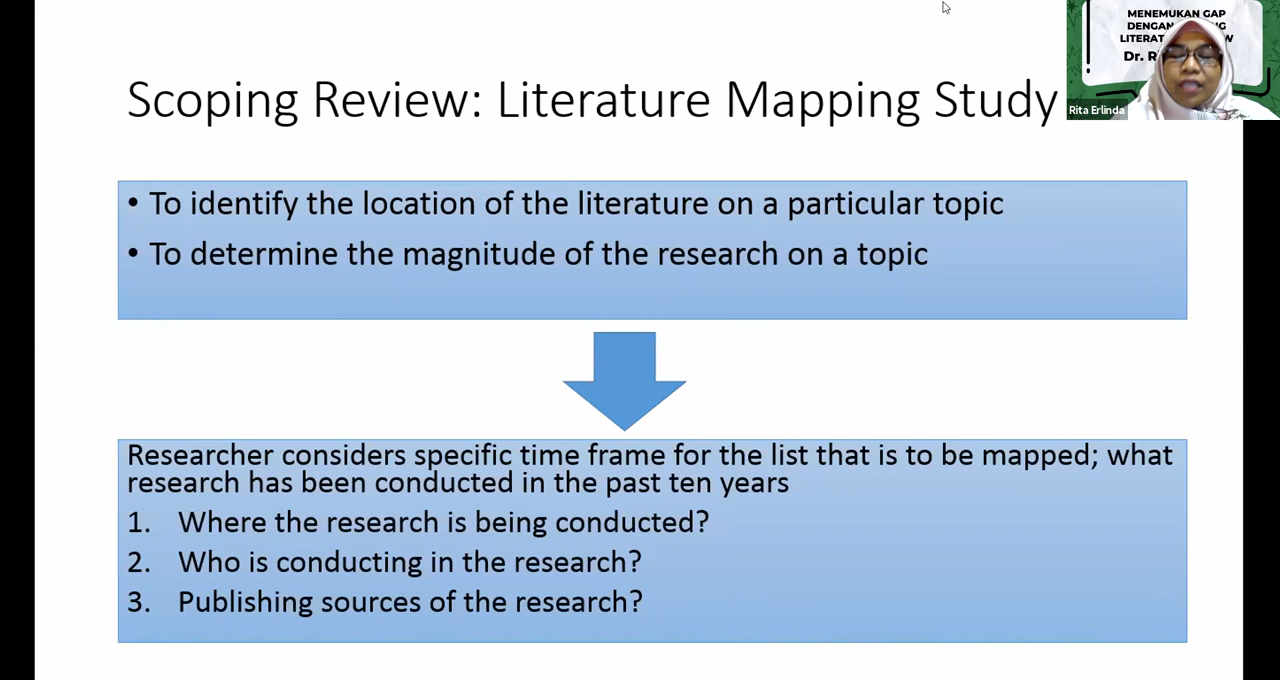 MENEMUKAN GAP
DENGAN
LITERAT
Dr.
Rita Erlinda
Scoping Review: Literature Mapping Study
• To identify the location of the literature on a particular topic
• To determine the magnitude of the research on a topic
Researcher considers specific time frame for the list that is to be mapped; what
research has been conducted in the past ten years
1. Where the research is being conducted?
2. Who is conducting in the research?
3. Publishing sources of the research?